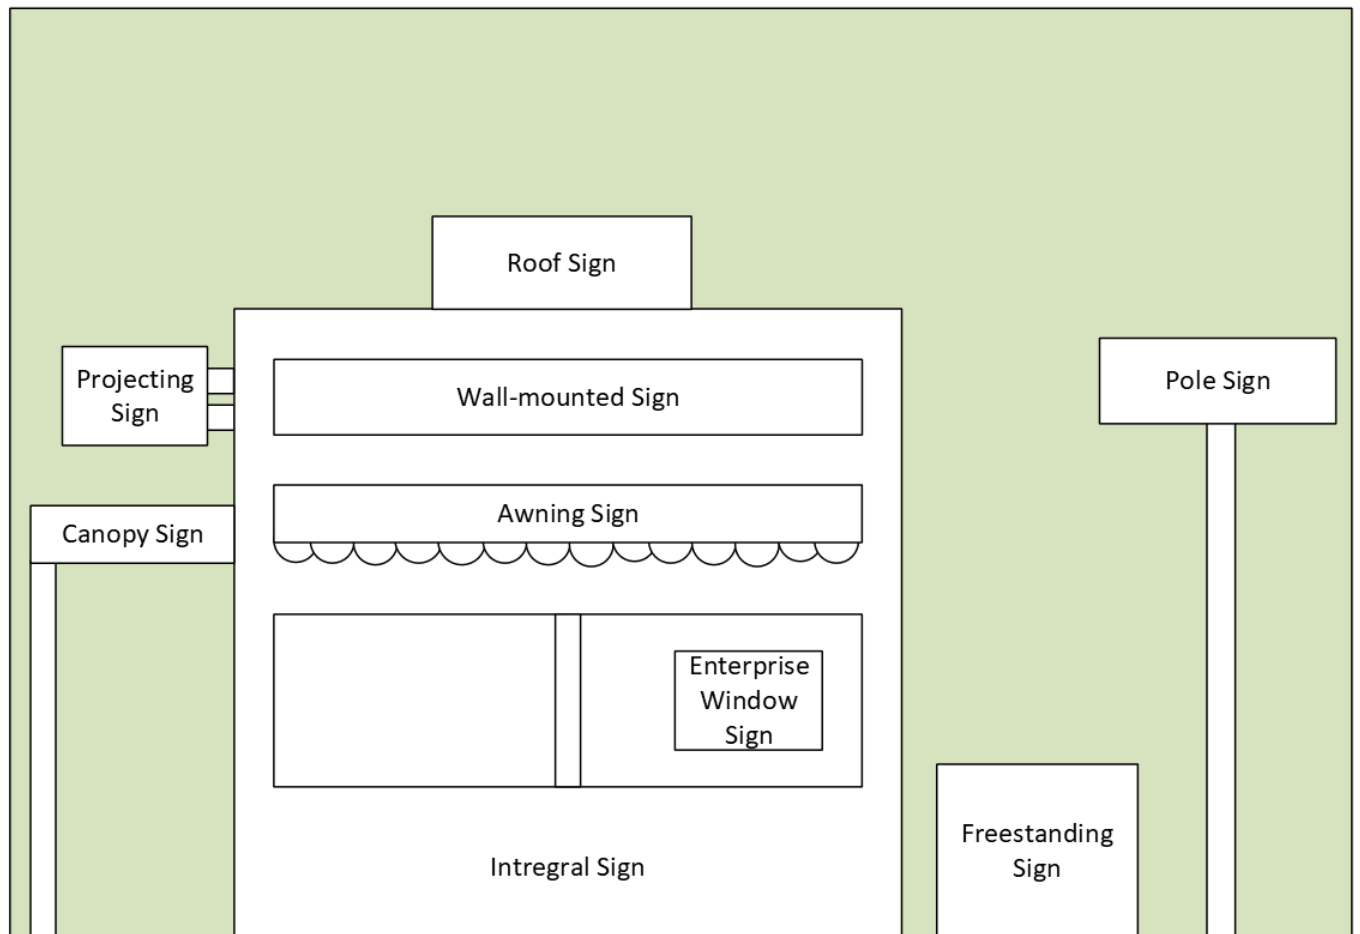 Roof Sign
Projecting
Sign
Wall-mounted Sign
Pole Sign
Awning Sign
Canopy Sign
Enterprise
Window
Sign
Freestanding
Sign
Intregral Sign